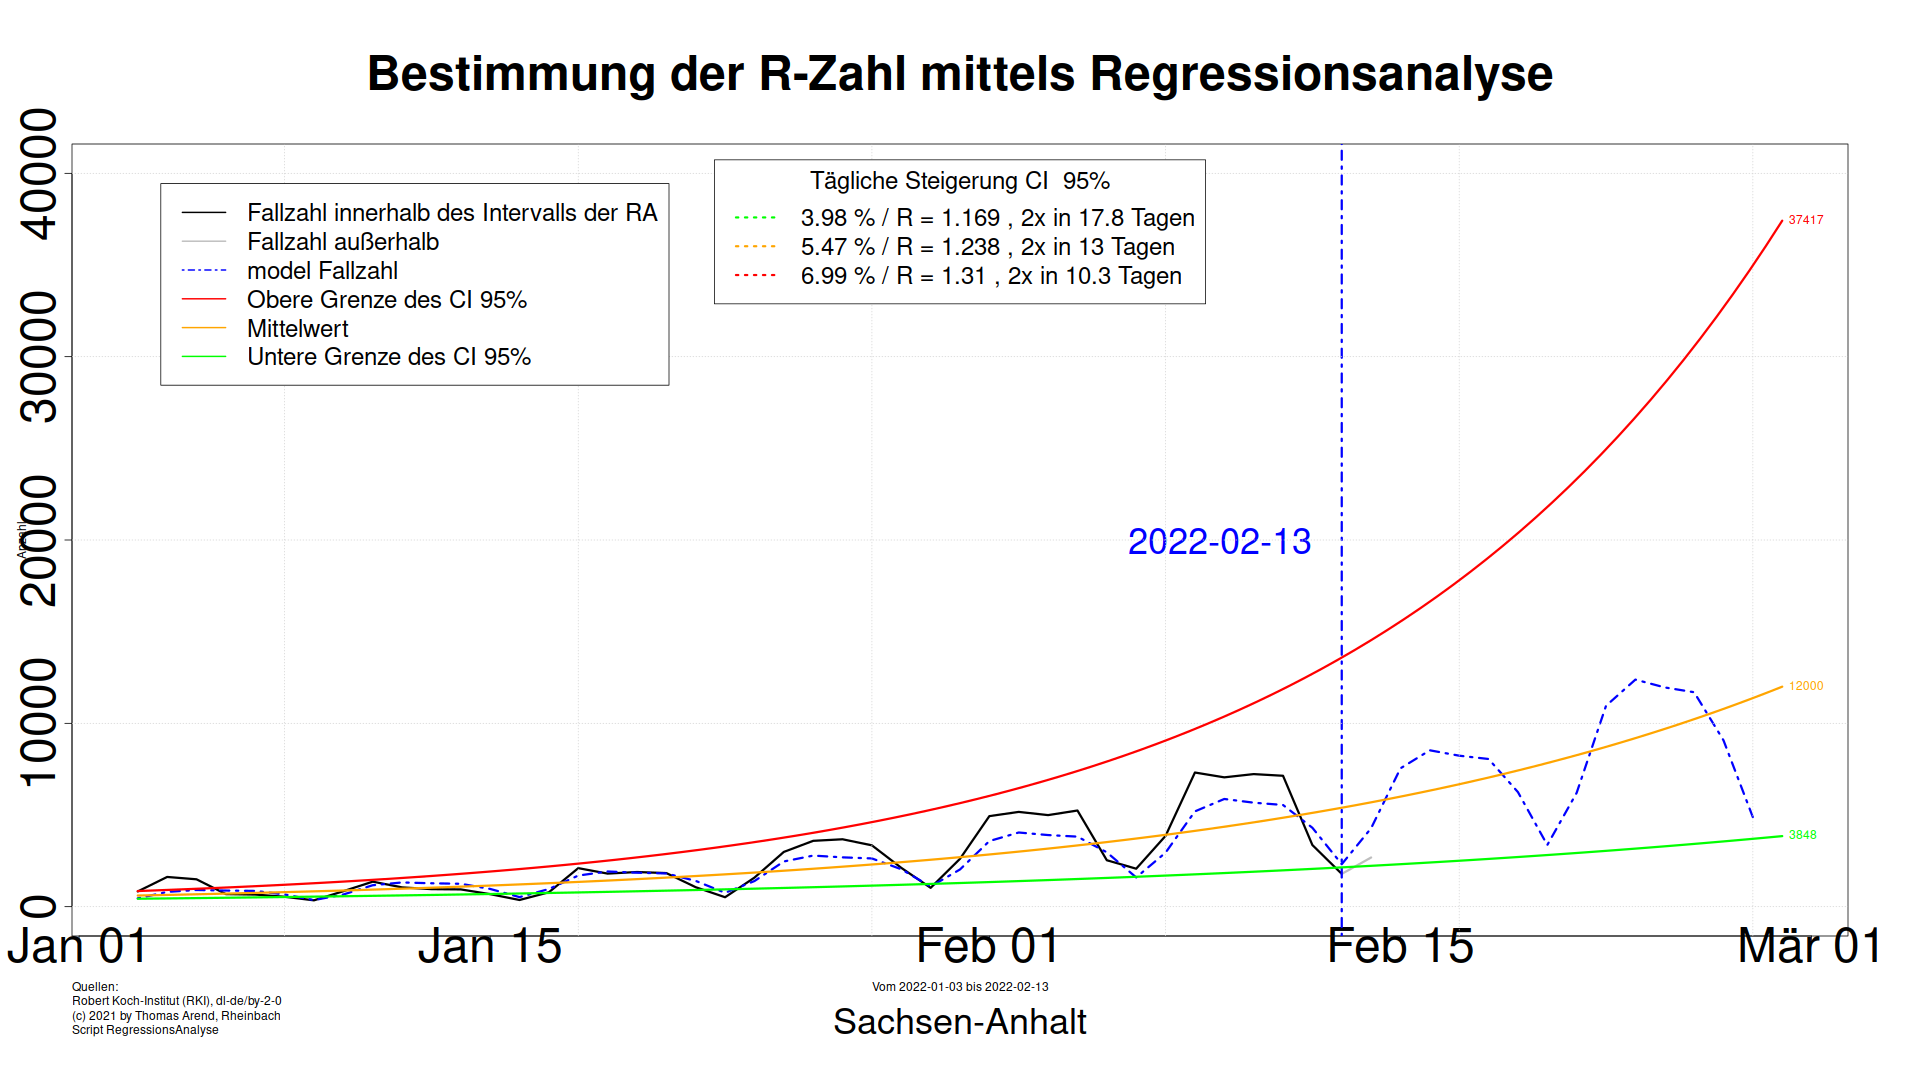 Bestimmung der R-Zahl mittels Regressionsanalyse
40000
30000
20000
10000
0
Anzahl
Fallzahl innerhalb des Intervalls der RA
Fallzahl außerhalb
model Fallzahl
Obere Grenze des CI 95%
Mittelwert
Untere Grenze des CI 95%
Tägliche Steigerung CI 95%
3.98 % / R = 1.169 , 2x in 17.8 Tagen
5.47 % / R = 1.238 , 2x in 13 Tagen
6.99 % / R = 1.31 , 2x in 10.3 Tagen
37417
2022-02-13
12000
3848
Jan 01
Jan 15
Feb 01
Feb 15
Mär 01
Quellen:
Robert Koch-Institut (RKI), dl-de/by-2-0
(c) 2021 by Thomas Arend, Rheinbach
Script RegressionsAnalyse
Vom 2022-01-03 bis 2022-02-13
Sachsen-Anhalt